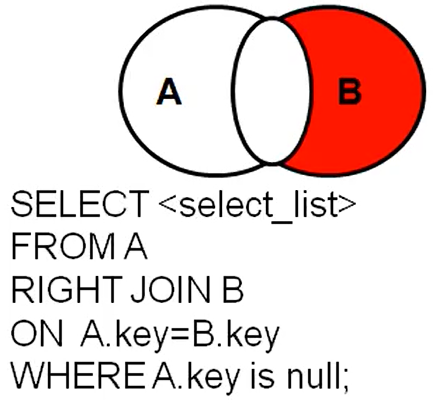 A B
SELECT <select_list>
FROM A
RIGHT JOIN B
ON A.key=B.key
WHERE A.key is null;